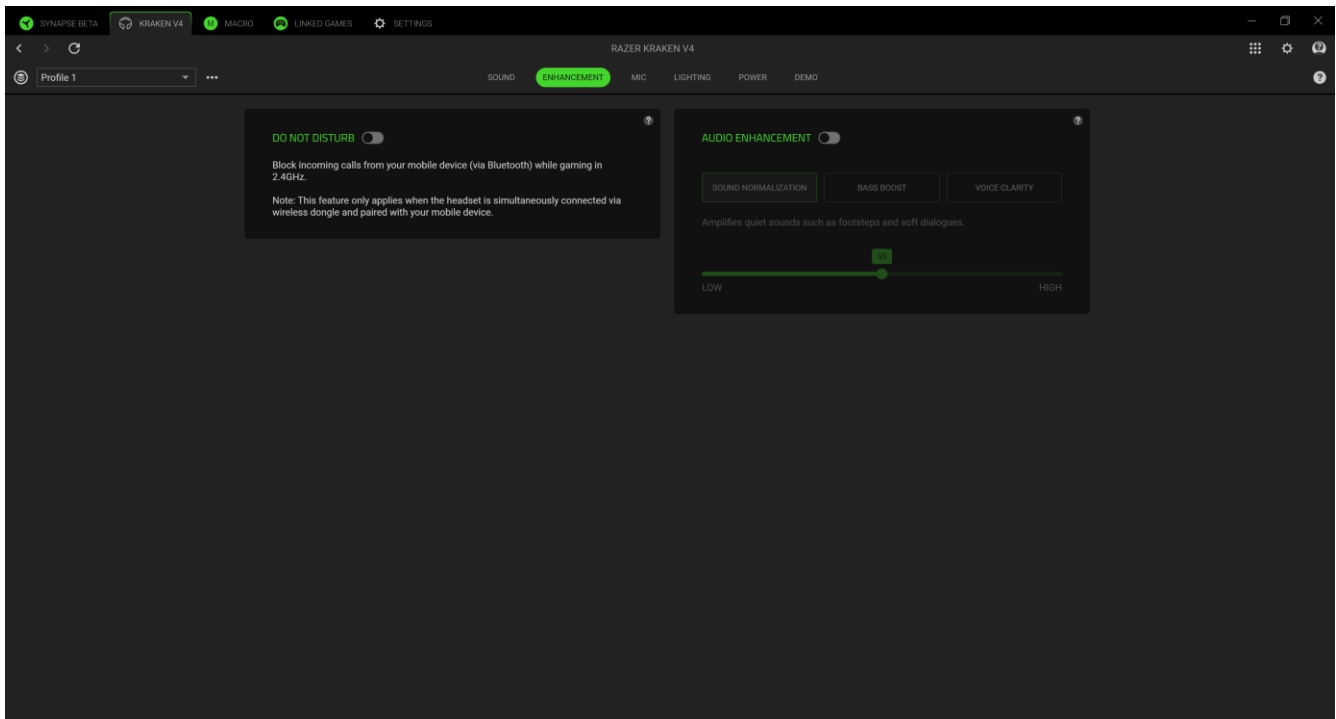 SYNAPSE BETA
KRAKEN V4
M MACRO
LINKED GAMES
SETTINGS
RAZER KRAKEN V4
Profile 1
SOUND
ENHANCEMENT
MIC
LIGHTING
POWER
DEMO
DO NOT DISTURB
Block incoming calls from your mobile device (via Bluetooth) while gaming in
2.4GHz.
Note: This feature only applies when the headset is simultaneously connected via
wireless dongle and paired with your mobile device.
AUDIO ENHANCEMENT
SOUND NORMALIZATION
BASS BOOST
VOICE CLARITY
Amplifies quiet sounds such as footsteps and soft dialogues.
LOW
HIGH